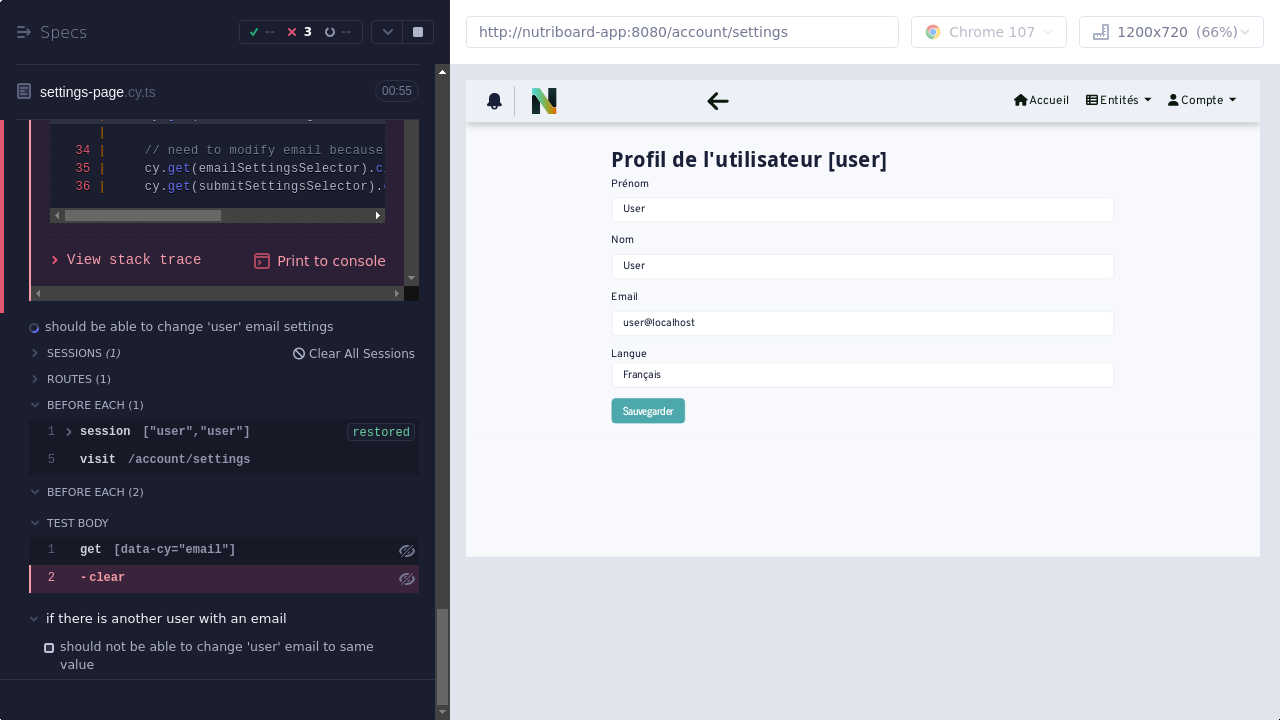 Specs
-- 3 --
http://nutriboard-app:8080/account/settings
Chrome 107
1200x720 (66%)
settings-page.cy.ts
00:55
|
34 | // need to modify email because
35 | cy.get(emailSettingsSelector).c
36 | cy.get(submitSettingsSelector).
View stack trace
Print to console
should be able to change 'user' email settings
SESSIONS (1)
Clear All Sessions
ROUTES (1)
BEFORE EACH (1)
1 session ["user","user"] restored
5 visit /account/settings
BEFORE EACH (2)
TEST BODY
1 get [data-cy="email"]
2 -clear
if there is another user with an email
should not be able to change 'user' email to same
value
N
Accueil
Entités
Compte
Profil de l'utilisateur [user]
Prénom
User
Nom
User
Email
user@localhost
Langue
Français
Sauvegarder